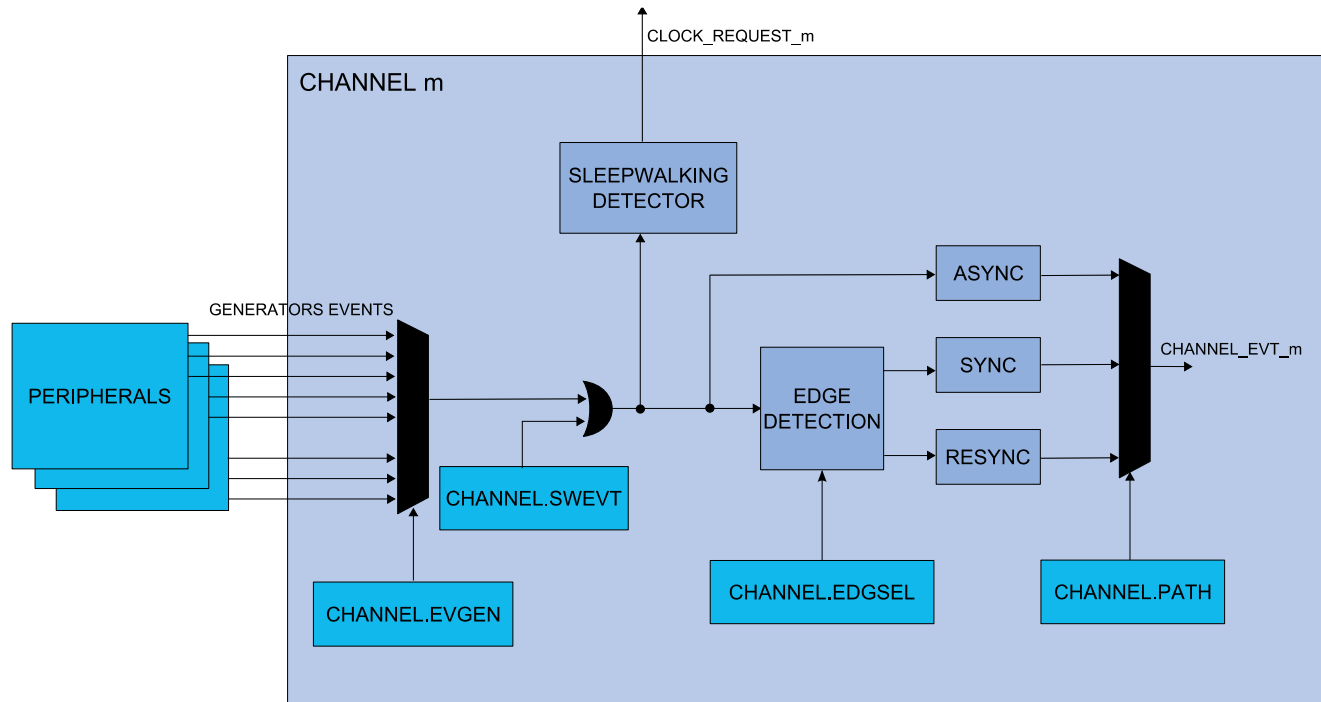 CLOCK_REQUEST_m
CHANNEL m
SLEEPWALKING
DETECTOR
ASYNC
GENERATORS EVENTS
CHANNEL_EVT_m
SYNC
EDGE
DETECTION
PERIPHERALS
RESYNC
CHANNEL.SWEVT
CHANNEL.EVGEN
CHANNEL.EDGSEL
CHANNEL.PATH